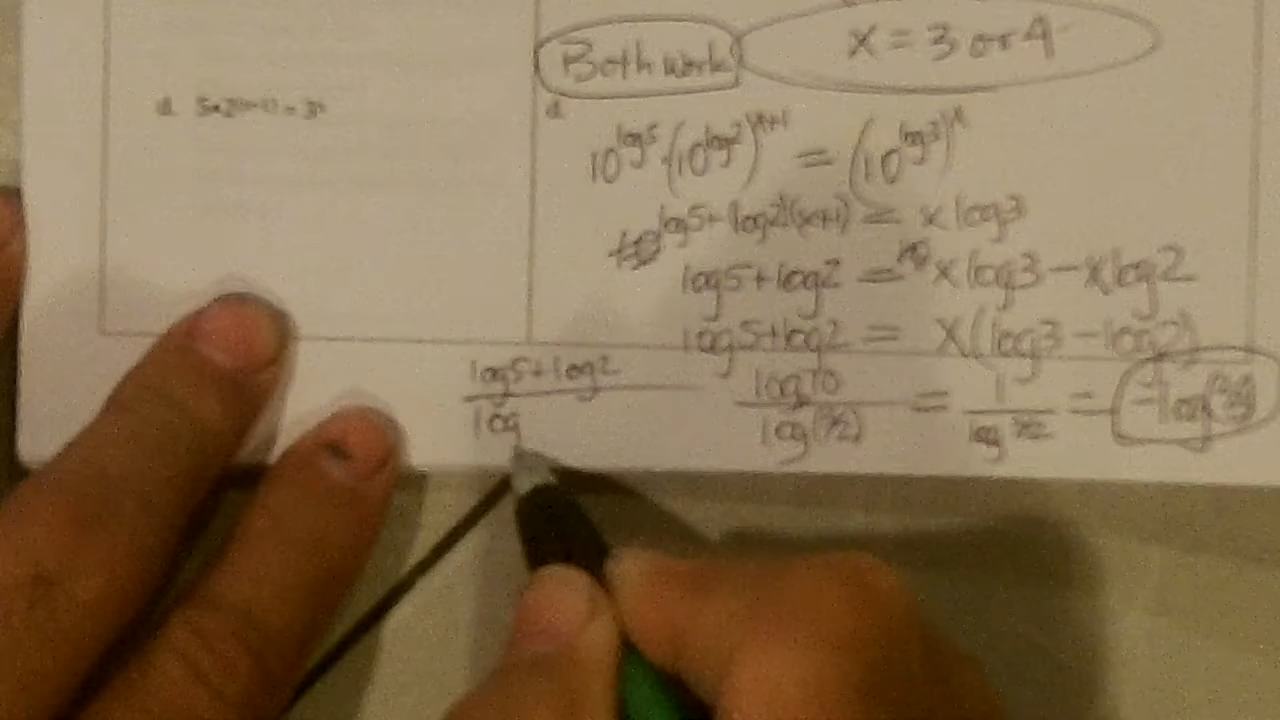 Both work
x = 3 or 4
d.
d.
10^log5 · (10^log2)^x+1 = (10^log3)^x
log5 + (log2)(x+1) = x log3
log5 + log2 = x log3 - x log2
log5 + log2 = x(log3 - log2)
log5 + log2
log
log10
log(3/2)
= 1
log 3/2
=